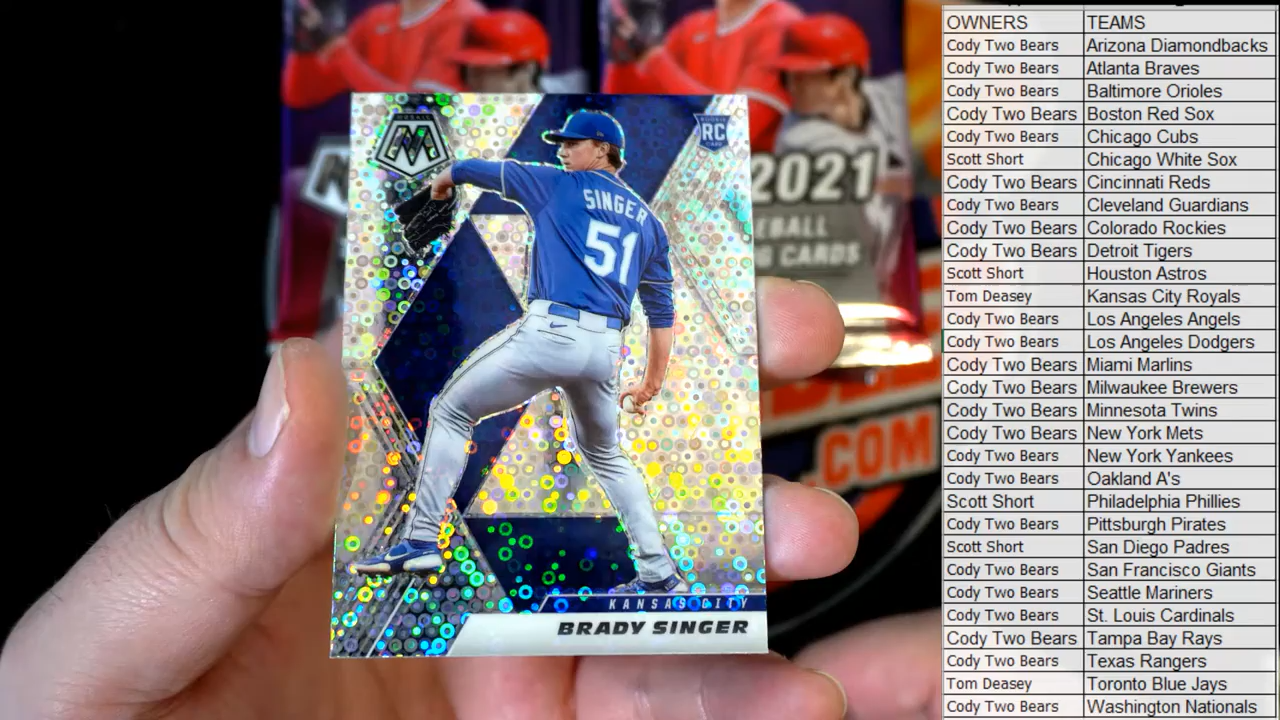 2021
BASEBALL
CARDS
MOSAIC
M
ROOKIE
RC
CARD
SINGER
51
KANSAS CITY
BRADY SINGER
.COM
OWNERS TEAMS
Cody Two Bears Arizona Diamondbacks
Cody Two Bears Atlanta Braves
Cody Two Bears Baltimore Orioles
Cody Two Bears Boston Red Sox
Cody Two Bears Chicago Cubs
Scott Short Chicago White Sox
Cody Two Bears Cincinnati Reds
Cody Two Bears Cleveland Guardians
Cody Two Bears Colorado Rockies
Cody Two Bears Detroit Tigers
Scott Short Houston Astros
Tom Deasey Kansas City Royals
Cody Two Bears Los Angeles Angels
Cody Two Bears Los Angeles Dodgers
Cody Two Bears Miami Marlins
Cody Two Bears Milwaukee Brewers
Cody Two Bears Minnesota Twins
Cody Two Bears New York Mets
Cody Two Bears New York Yankees
Cody Two Bears Oakland A's
Scott Short Philadelphia Phillies
Cody Two Bears Pittsburgh Pirates
Scott Short San Diego Padres
Cody Two Bears San Francisco Giants
Cody Two Bears Seattle Mariners
Cody Two Bears St. Louis Cardinals
Cody Two Bears Tampa Bay Rays
Cody Two Bears Texas Rangers
Tom Deasey Toronto Blue Jays
Cody Two Bears Washington Nationals